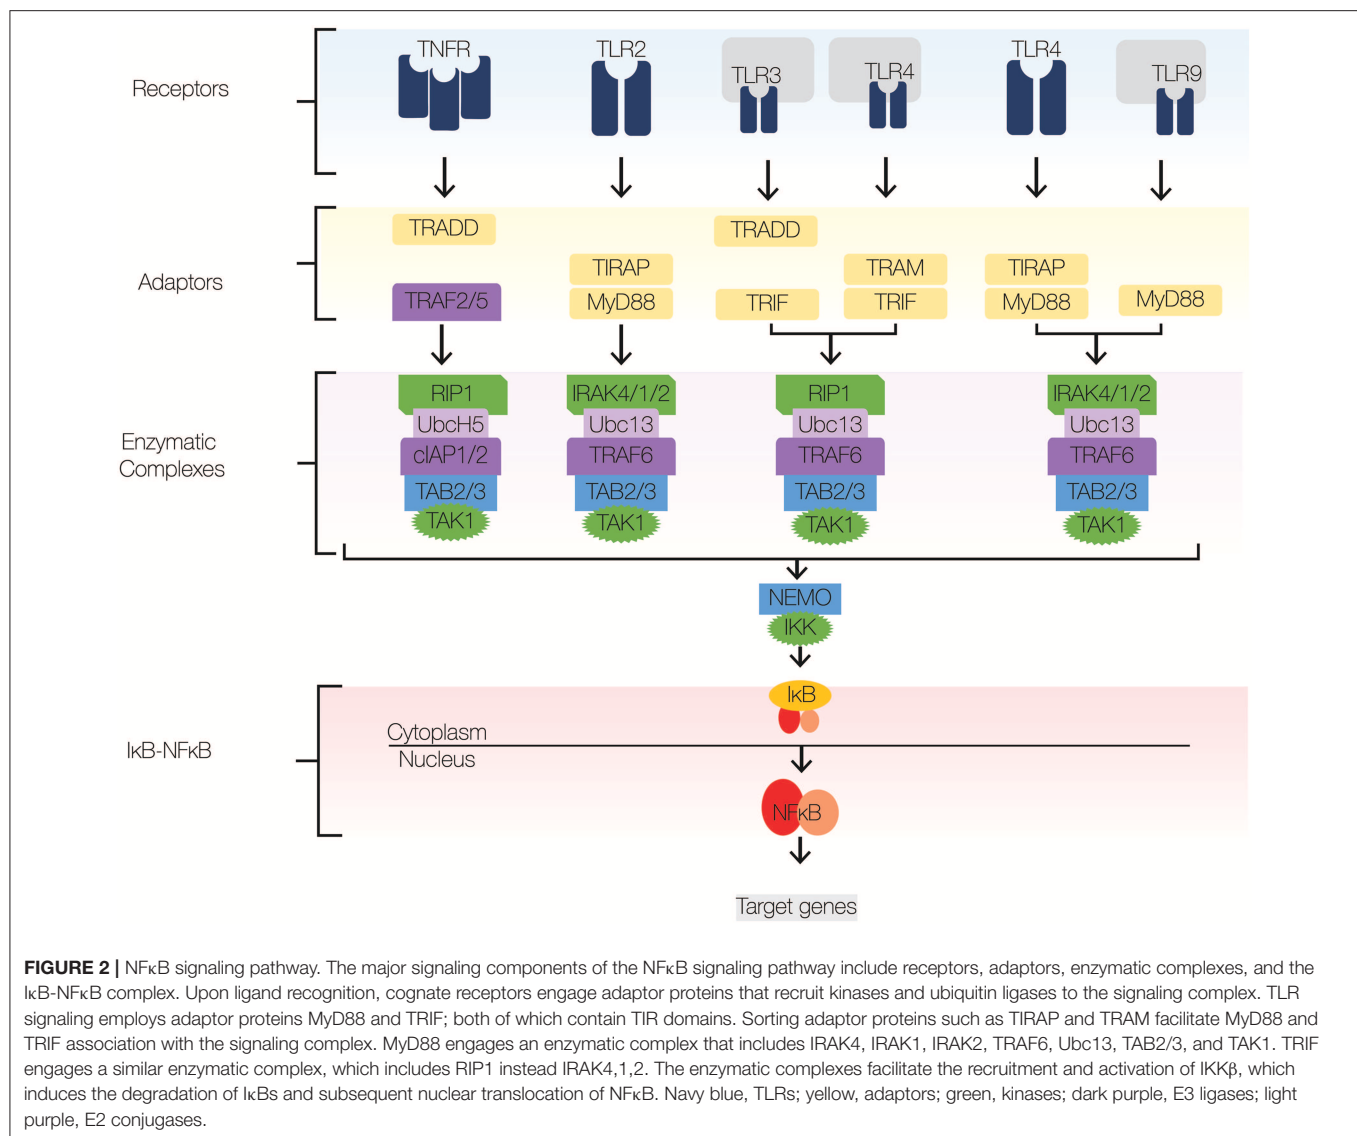 TNFR TLR2 TLR3 TLR4 TLR4 TLR9
Receptors
TRADD TRADD
TIRAP TRAM TIRAP
Adaptors
TRAF2/5 MyD88 TRIF TRIF MyD88 MyD88
RIP1 IRAK4/1/2 RIP1 IRAK4/1/2
UbcH5 Ubc13 Ubc13 Ubc13
Enzymatic
Complexes
cIAP1/2 TRAF6 TRAF6 TRAF6
TAB2/3 TAB2/3 TAB2/3 TAB2/3
TAK1 TAK1 TAK1 TAK1
NEMO
IKK
IκB
Cytoplasm
Nucleus
IκB-NFκB
NFκB
Target genes
FIGURE 2 | NFκB signaling pathway. The major signaling components of the NFκB signaling pathway include receptors, adaptors, enzymatic complexes, and the
IκB-NFκB complex. Upon ligand recognition, cognate receptors engage adaptor proteins that recruit kinases and ubiquitin ligases to the signaling complex. TLR
signaling employs adaptor proteins MyD88 and TRIF; both of which contain TIR domains. Sorting adaptor proteins such as TIRAP and TRAM facilitate MyD88 and
TRIF association with the signaling complex. MyD88 engages an enzymatic complex that includes IRAK4, IRAK1, IRAK2, TRAF6, Ubc13, TAB2/3, and TAK1. TRIF
engages a similar enzymatic complex, which includes RIP1 instead IRAK4,1,2. The enzymatic complexes facilitate the recruitment and activation of IKKβ, which
induces the degradation of IκBs and subsequent nuclear translocation of NFκB. Navy blue, TLRs; yellow, adaptors; green, kinases; dark purple, E3 ligases; light
purple, E2 conjugases.